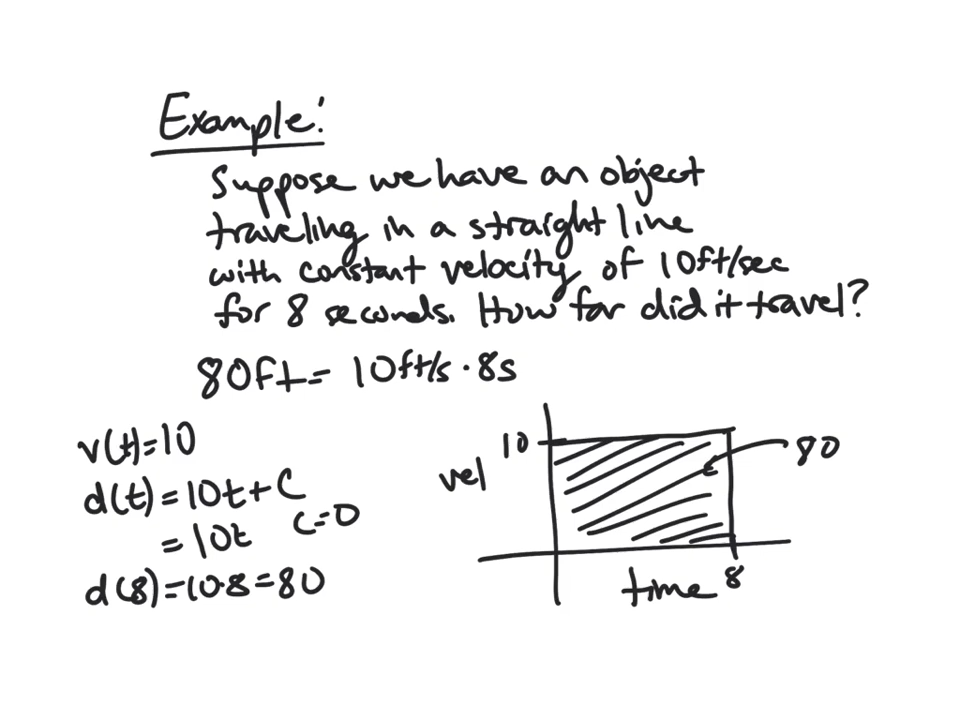 Example:
Suppose we have an object
traveling in a straight line
with constant velocity of 10ft/sec
for 8 seconds. How far did it travel?
80ft = 10ft/s · 8s
v(t)=10
d(t)=10t+C
= 10t C=0
d(8)=10·8=80
10
vel
80
time 8